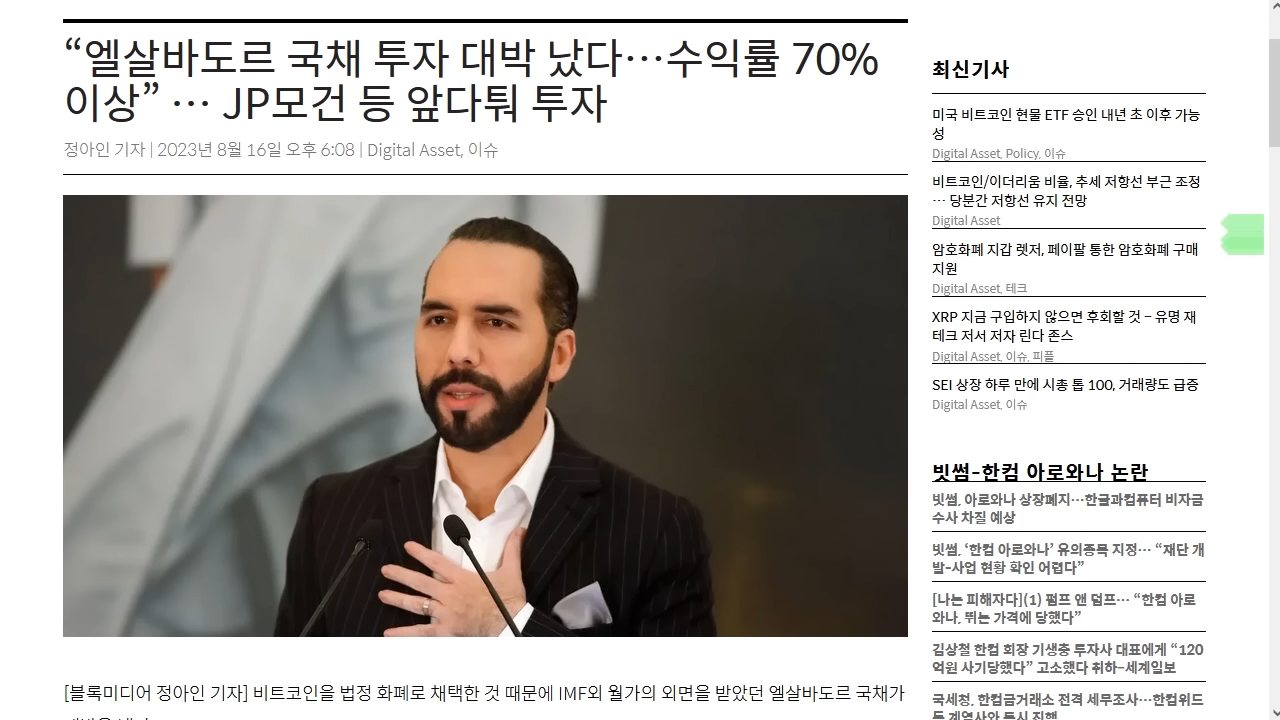 “엘살바도르 국채 투자 대박 났다…수익률 70%
이상” … JP모건 등 앞다퉈 투자
정아인 기자 | 2023년 8월 16일 오후 6:08 | Digital Asset, 이슈
[블록미디어 정아인 기자] 비트코인을 법정 화폐로 채택한 것 때문에 IMF외 월가의 외면을 받았던 엘살바도르 국채가
최신기사
미국 비트코인 현물 ETF 승인 내년 초 이후 가능
성
Digital Asset, Policy, 이슈
비트코인/이더리움 비율, 추세 저항선 부근 조정
… 당분간 저항선 유지 전망
Digital Asset
암호화폐 지갑 렛저, 페이팔 통한 암호화폐 구매
지원
Digital Asset, 테크
XRP 지금 구입하지 않으면 후회할 것 – 유명 재
테크 저서 저자 린다 존스
Digital Asset, 이슈, 피플
SEI 상장 하루 만에 시총 톱 100, 거래량도 급증
Digital Asset, 이슈
빗썸-한컴 아로와나 논란
빗썸, 아로와나 상장폐지…한글과컴퓨터 비자금
수사 차질 예상
빗썸, ‘한컴 아로와나’ 유의종목 지정… “재단 개
발-사업 현황 확인 어렵다”
[나는 피해자다](1) 펌프 앤 덤프… “한컴 아로
와나, 뛰는 가격에 당했다”
김상철 한컴 회장 기생충 투자사 대표에게 “120
억원 사기당했다” 고소했다 취하-세계일보
국세청, 한컴금거래소 전격 세무조사…한컴위드